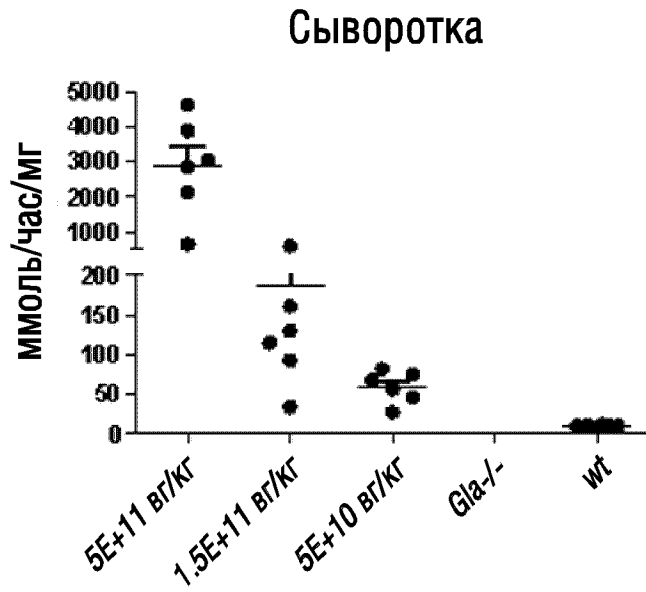 Сыворотка
ммоль/час/мг
5000
4000
3000
2000
1000
200
150
100
50
0
5E+11 вг/кг
1.5E+11 вг/кг
5E+10 вг/кг
Gla-/-
wt